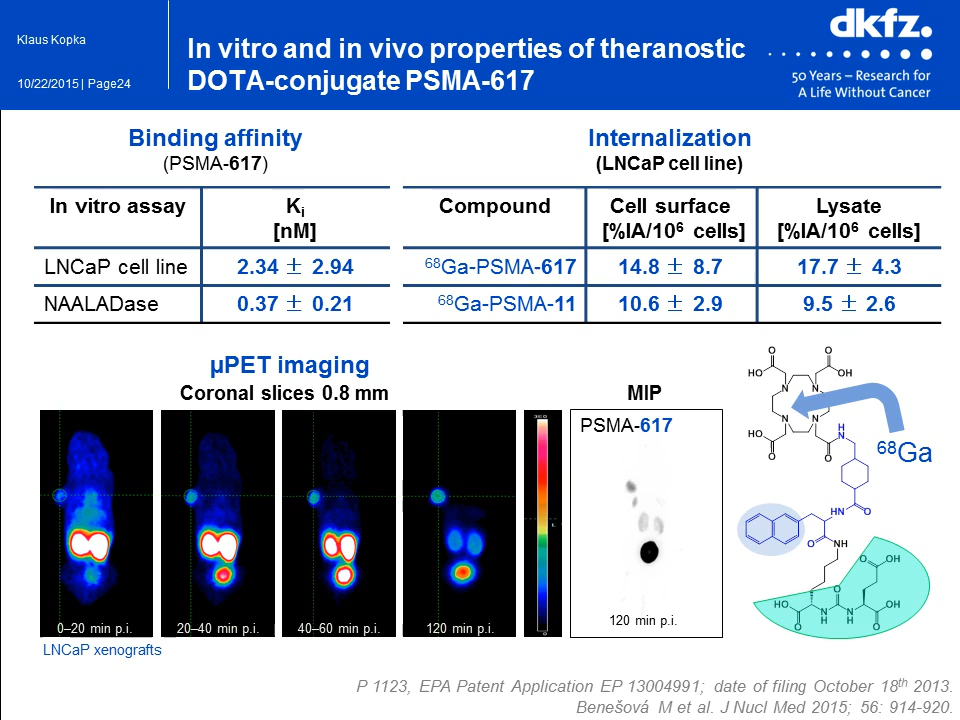 Klaus Kopka
10/22/2015 | Page24
In vitro and in vivo properties of theranostic
DOTA-conjugate PSMA-617
dkfz.
50 Years – Research for
A Life Without Cancer
Binding affinity
(PSMA-617)
In vitro assay Ki
[nM]
LNCaP cell line 2.34 ± 2.94
NAALADase 0.37 ± 0.21
Internalization
(LNCaP cell line)
Compound Cell surface Lysate
[%IA/10⁶ cells] [%IA/10⁶ cells]
⁶⁸Ga-PSMA-617 14.8 ± 8.7 17.7 ± 4.3
⁶⁸Ga-PSMA-11 10.6 ± 2.9 9.5 ± 2.6
µPET imaging
Coronal slices 0.8 mm
0–20 min p.i. 20–40 min p.i. 40–60 min p.i. 120 min p.i.
LNCaP xenografts
MIP
PSMA-617
120 min p.i.
O O
HO OH
N N
N N
HO O O H
N
⁶⁸Ga
HN O
O NH
O OH
HO O OH
O N N O
H H
P 1123, EPA Patent Application EP 13004991; date of filing October 18th 2013.
Benešová M et al. J Nucl Med 2015; 56: 914-920.